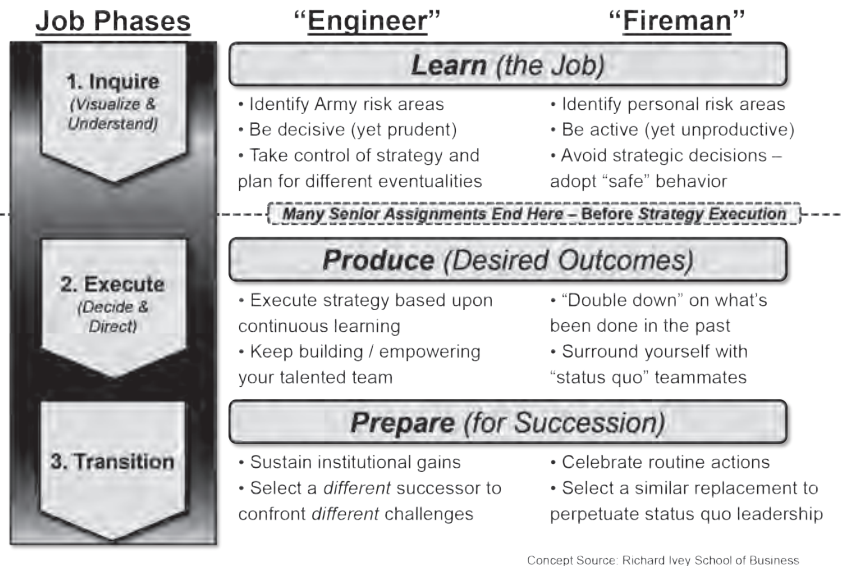 Job Phases
“Engineer”
“Fireman”
1. Inquire
(Visualize &
Understand)
Learn (the Job)
• Identify Army risk areas
• Be decisive (yet prudent)
• Take control of strategy and
plan for different eventualities
• Identify personal risk areas
• Be active (yet unproductive)
• Avoid strategic decisions –
adopt “safe” behavior
Many Senior Assignments End Here – Before Strategy Execution
2. Execute
(Decide &
Direct)
Produce (Desired Outcomes)
• Execute strategy based upon
continuous learning
• Keep building / empowering
your talented team
• “Double down” on what’s
been done in the past
• Surround yourself with
“status quo” teammates
3. Transition
Prepare (for Succession)
• Sustain institutional gains
• Select a different successor to
confront different challenges
• Celebrate routine actions
• Select a similar replacement to
perpetuate status quo leadership
Concept Source: Richard Ivey School of Business